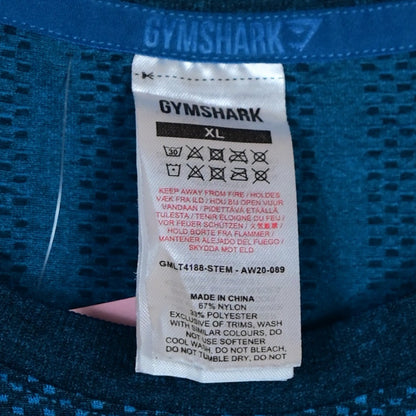 GYMSHARK
GYMSHARK
XL
30
KEEP AWAY FROM FIRE / HOLDES
VÆK FRA ILD / HOU BIJ OPEN VUUR
VANDAAN / PIDETTÄVÄ ETÄÄLLÄ
TULESTA / TENIR ÉLOIGNÉ DU FEU /
VOR FEUER SCHÜTZEN / 火気厳禁 /
HOLD BORTE FRA FLAMMER /
MANTENER ALEJADO DEL FUEGO /
SKYDDA MOT ELD
GMLT4188-STEM - AW20-089
MADE IN CHINA
67% NYLON
33% POLYESTER
EXCLUSIVE OF TRIMS, WASH
WITH SIMILAR COLOURS, DO
NOT USE SOFTENER
COOL WASH, DO NOT BLEACH,
DO NOT TUMBLE DRY, DO NOT